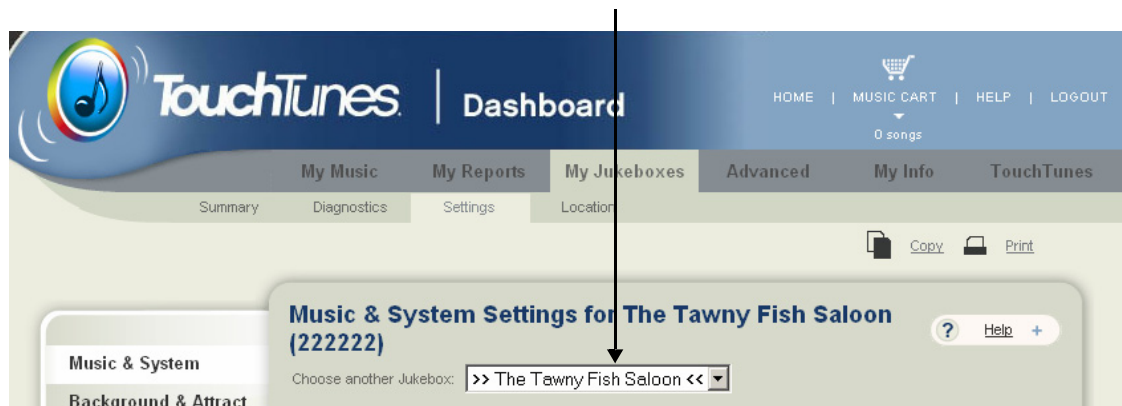 TouchTunes. | Dashboard
HOME | MUSIC CART | HELP | LOGOUT
0 songs
My Music My Reports My Jukeboxes Advanced My Info TouchTunes
Summary Diagnostics Settings Location
Copy Print
Music & System Settings for The Tawny Fish Saloon
(222222)
? Help +
Music & System
Choose another Jukebox: >> The Tawny Fish Saloon <<
Background & Attract